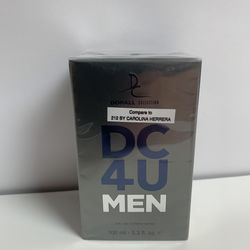 DC
DORALL COLLECTION
Compare to
212 BY CAROLINA HERRERA
DC
4U
MEN
100 ml · 3.3 fl. oz